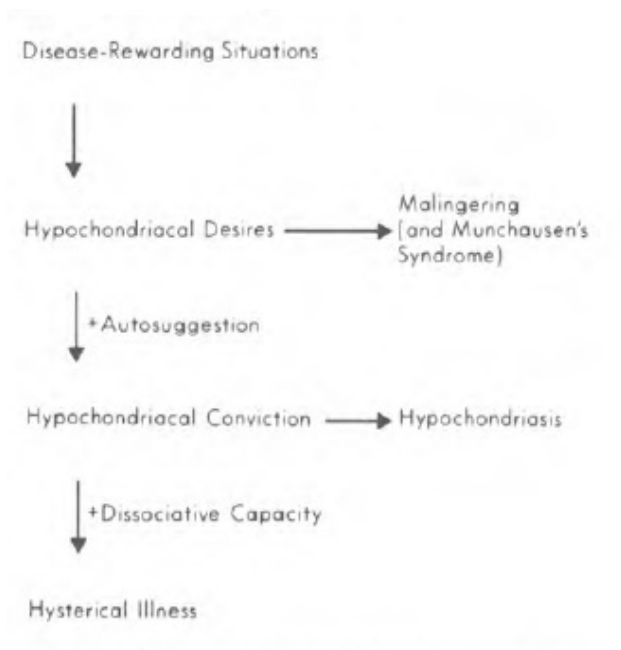 Disease-Rewarding Situations
Malingering
Hypochondriacal Desires [and Munchausen's
Syndrome)
+Autosuggestion
Hypochondriacal Conviction Hypochondriasis
+Dissociative Capacity
Hysterical Illness